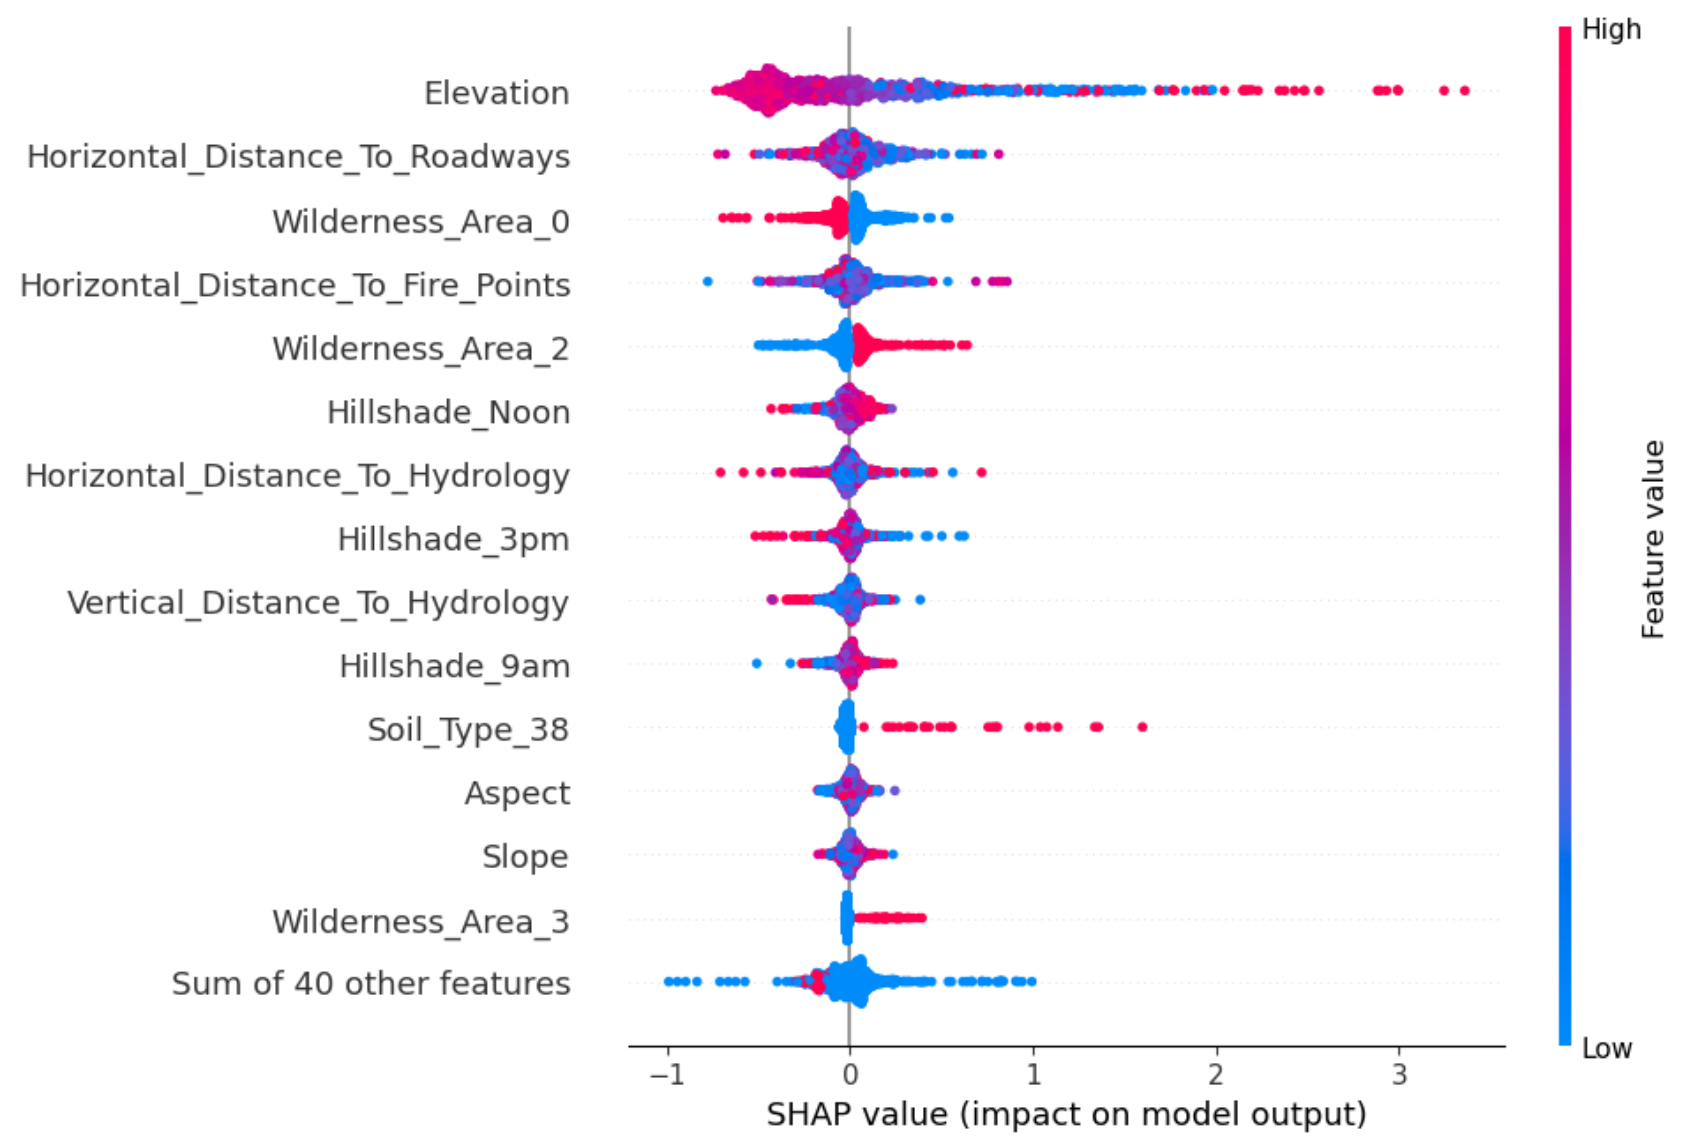 High
Elevation
Horizontal_Distance_To_Roadways
Wilderness_Area_0
Horizontal_Distance_To_Fire_Points
Wilderness_Area_2
Hillshade_Noon
Horizontal_Distance_To_Hydrology
Hillshade_3pm
Vertical_Distance_To_Hydrology
Hillshade_9am
Soil_Type_38
Aspect
Slope
Wilderness_Area_3
Sum of 40 other features
Feature value
Low
−1 0 1 2 3
SHAP value (impact on model output)